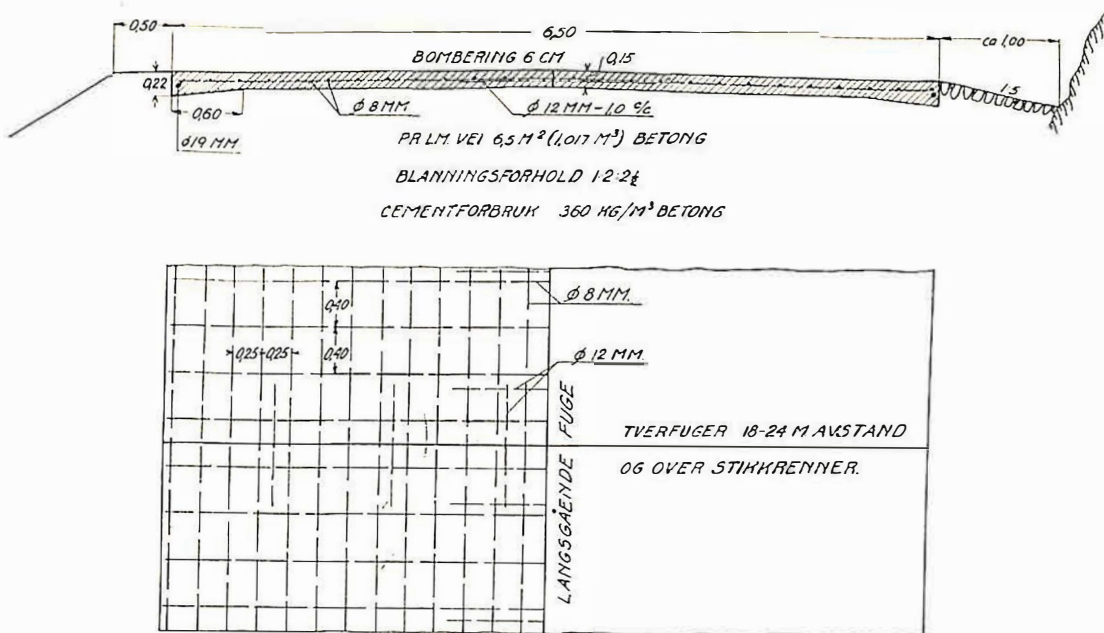 0,50
6,50
ca 1,00
BOMBERING 6 CM
0,15
0,22
1:5
0,60
φ 8 MM
φ 12 MM - 1,0 c/c
φ 19 MM
PR LM. VEI 6,5 M² (1,017 M³) BETONG
BLANNINGSFORHOLD 1:2:2½
CEMENTFORBRUK 360 KG/M³ BETONG
φ 8 MM.
0,40
0,25 0,25
0,40
φ 12 MM.
LANGSGÅENDE FUGE
TVERFUGER 18-24 M AVSTAND
OG OVER STIKKRENNER.